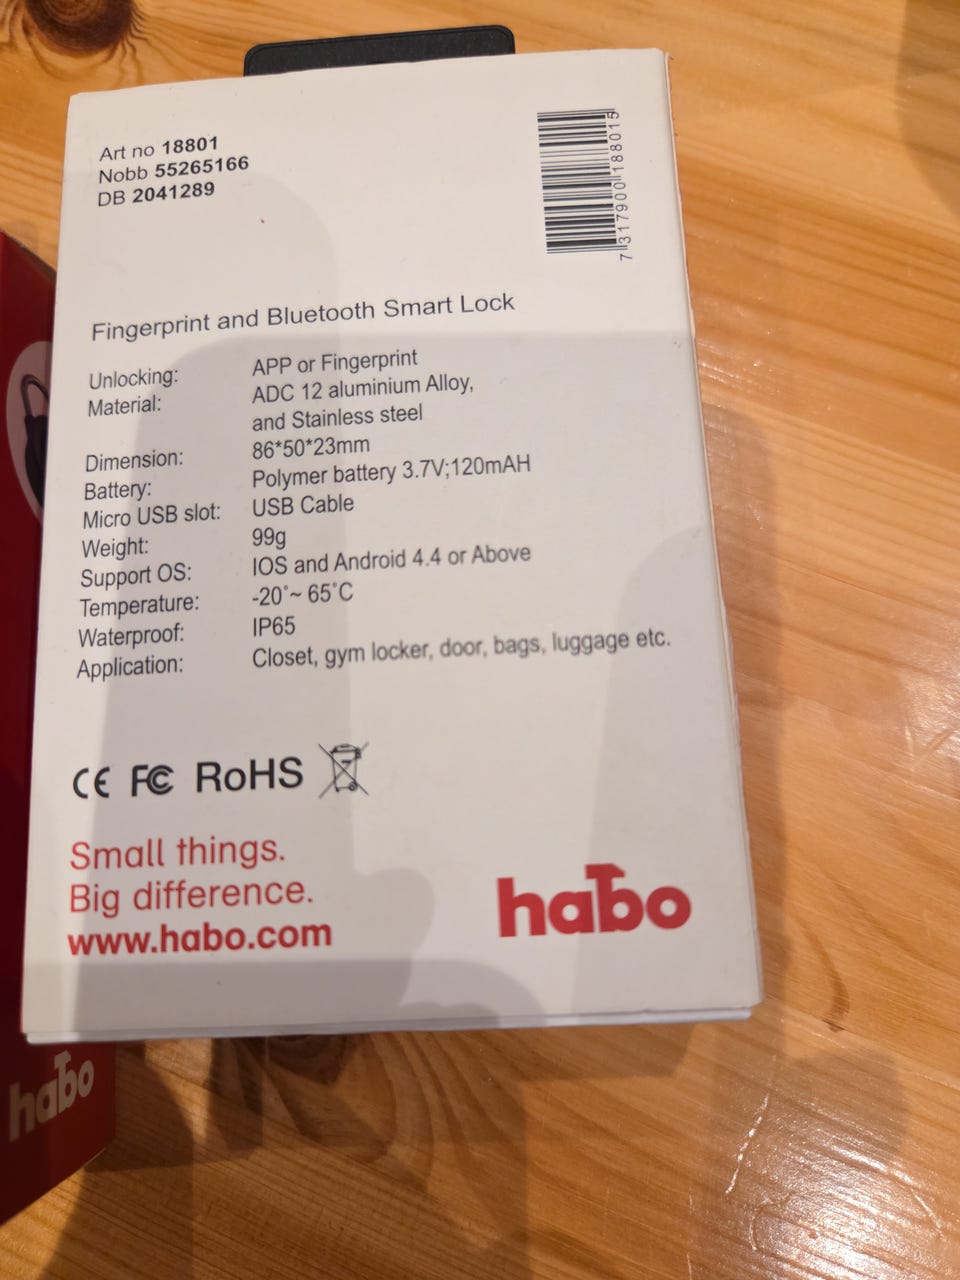 Art no 18801
Nobb 55265166
DB 2041289
7 317900 188015
Fingerprint and Bluetooth Smart Lock
Unlocking: APP or Fingerprint
Material: ADC 12 aluminium Alloy,
and Stainless steel
Dimension: 86*50*23mm
Battery: Polymer battery 3.7V;120mAH
Micro USB slot: USB Cable
Weight: 99g
Support OS: IOS and Android 4.4 or Above
Temperature: -20°~ 65°C
Waterproof: IP65
Application: Closet, gym locker, door, bags, luggage etc.
CE FC RoHS
Small things.
Big difference.
www.habo.com
habo
habo